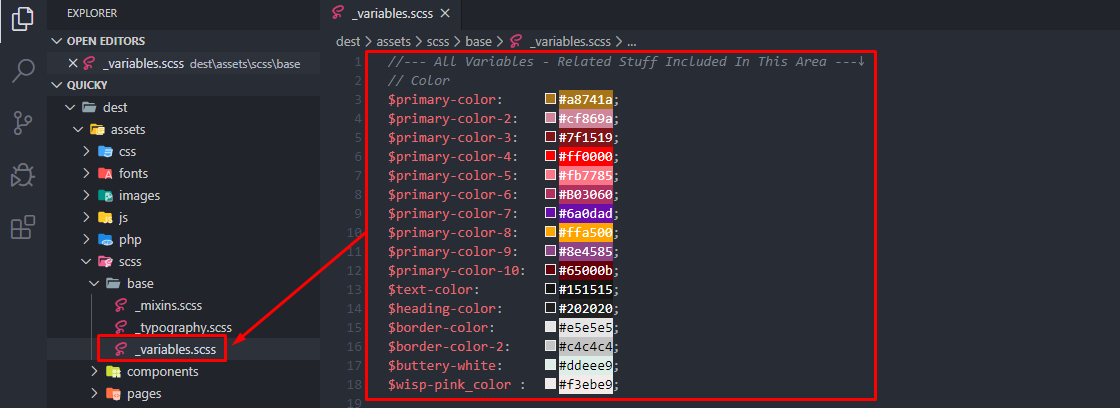 EXPLORER
OPEN EDITORS
_variables.scss dest\assets\scss\base
QUICKY
dest
assets
css
fonts
images
js
php
scss
base
_mixins.scss
_typography.scss
_variables.scss
components
pages
_variables.scss
dest > assets > scss > base > _variables.scss > ...
1 //--- All Variables - Related Stuff Included In This Area ---↓
2 // Color
3 $primary-color: #a8741a;
4 $primary-color-2: #cf869a;
5 $primary-color-3: #7f1519;
6 $primary-color-4: #ff0000;
7 $primary-color-5: #fb7785;
8 $primary-color-6: #B03060;
9 $primary-color-7: #6a0dad;
10 $primary-color-8: #ffa500;
11 $primary-color-9: #8e4585;
12 $primary-color-10: #65000b;
13 $text-color: #151515;
14 $heading-color: #202020;
15 $border-color: #e5e5e5;
16 $border-color-2: #c4c4c4;
17 $buttery-white: #ddeee9;
18 $wisp-pink_color : #f3ebe9;
19